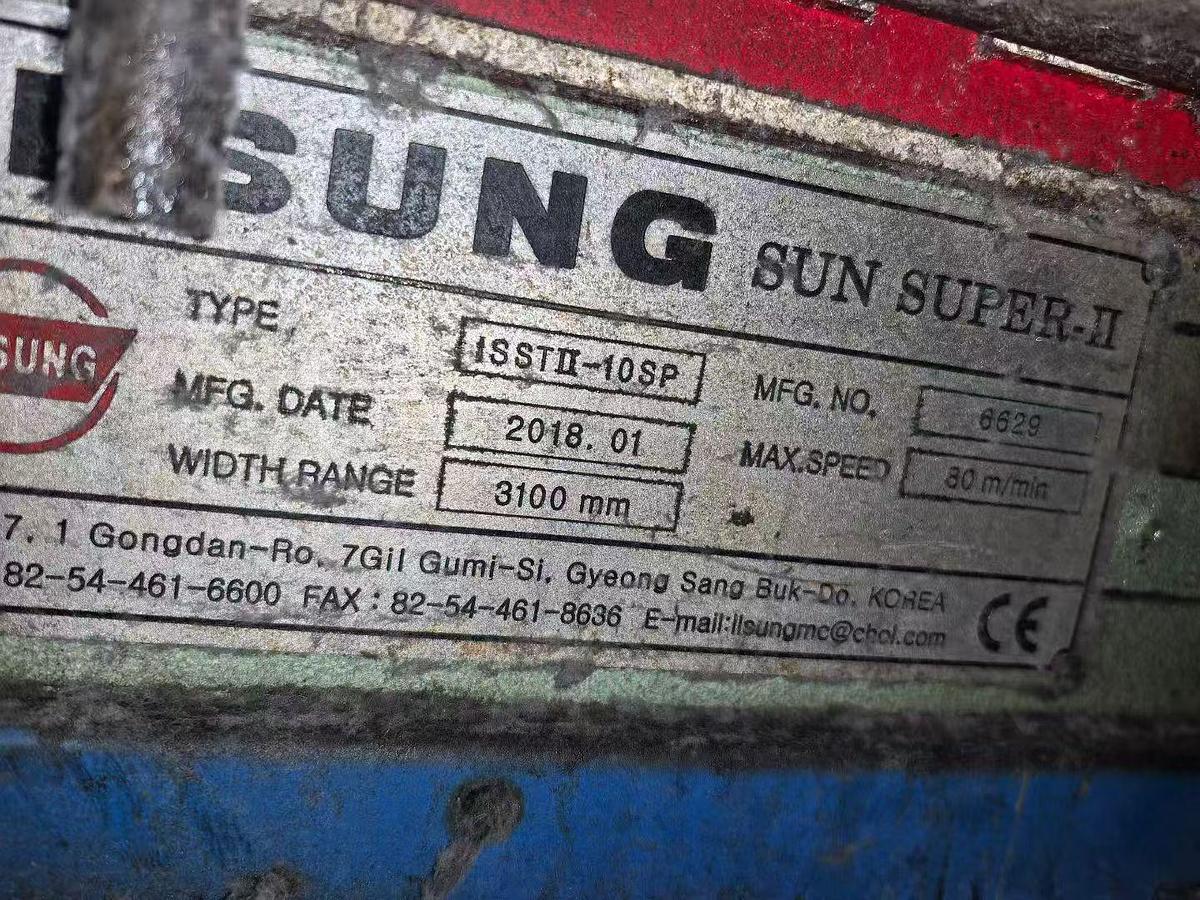 SUNG SUN SUPER-II
SUNG
TYPE ISSTII-10SP MFG. NO. 6629
MFG. DATE 2018. 01 MAX.SPEED 80 m/min
WIDTH RANGE 3100 mm
7. 1 Gongdan-Ro. 7Gil Gumi-Si. Gyeong Sang Buk-Do. KOREA
82-54-461-6600 FAX : 82-54-461-8636 E-mail:ilsungmc@chol.com
CE